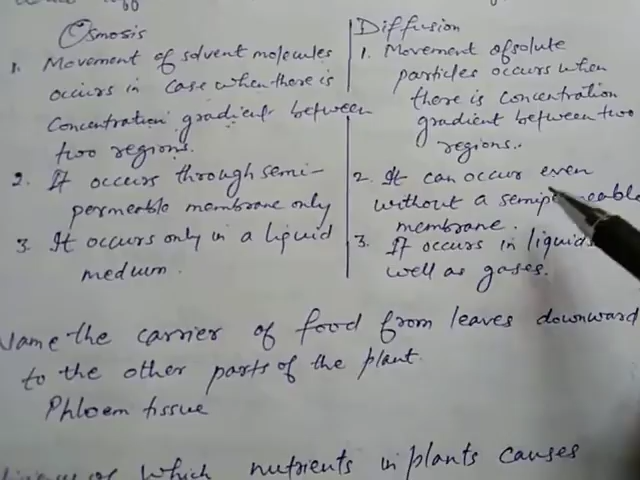 Osmosis
1. Movement of solvent molecules
occurs in case when there is
concentration gradient between
two regions.
2. It occurs through semi-
permeable membrane only
3. It occurs only in a liquid
medium.
Diffusion
1. Movement of solute
particles occurs when
there is concentration
gradient between two
regions..
2. It can occur even
without a
membrane.
3. It occurs in liquids
well as gases.
Name the carrier of food from leaves downward
to the other parts of the plant.
Phloem tissue
of which nutrients in plants causes